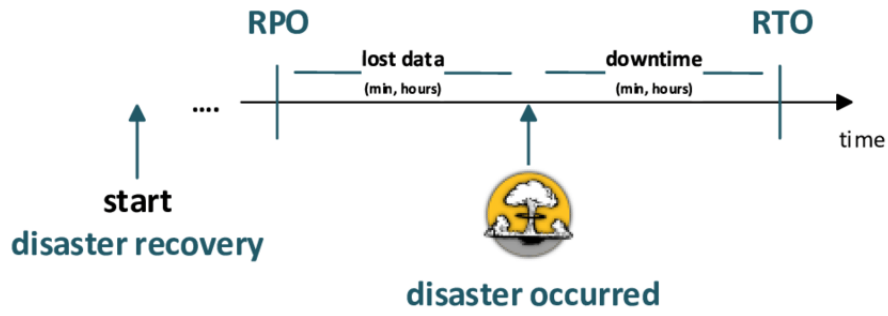 RPO
RTO
lost data
downtime
(min, hours)
(min, hours)
....
time
start
disaster recovery
disaster occurred